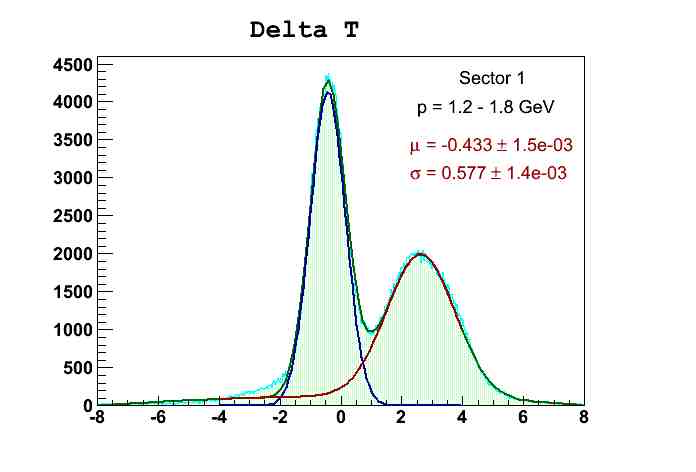 Delta T
Sector 1
p = 1.2 - 1.8 GeV
μ = -0.433 ± 1.5e-03
σ = 0.577 ± 1.4e-03
4500
4000
3500
3000
2500
2000
1500
1000
500
0
-8 -6 -4 -2 0 2 4 6 8